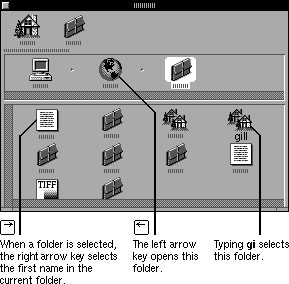 gill
TIFF
→
When a folder is selected,
the right arrow key selects
the first name in the
current folder.
←
The left arrow
key opens this
folder.
Typing gi selects
this folder.